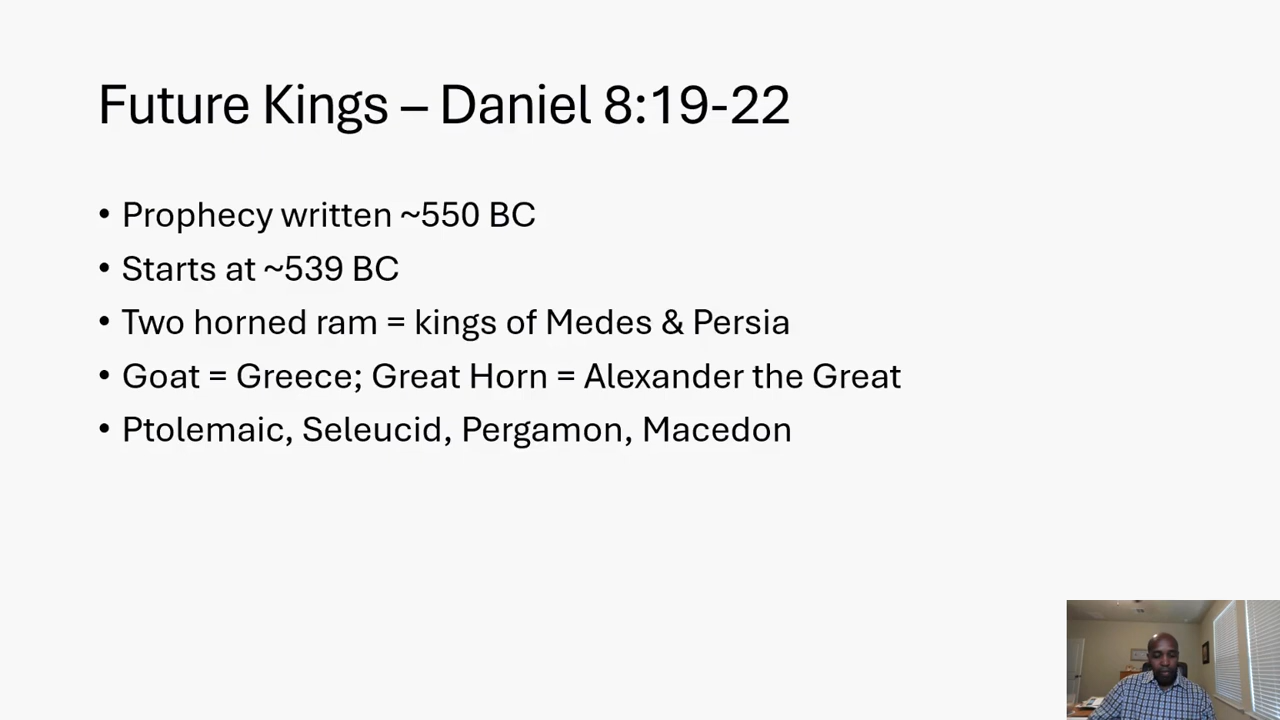 Future Kings – Daniel 8:19-22
• Prophecy written ~550 BC
• Starts at ~539 BC
• Two horned ram = kings of Medes & Persia
• Goat = Greece; Great Horn = Alexander the Great
• Ptolemaic, Seleucid, Pergamon, Macedon